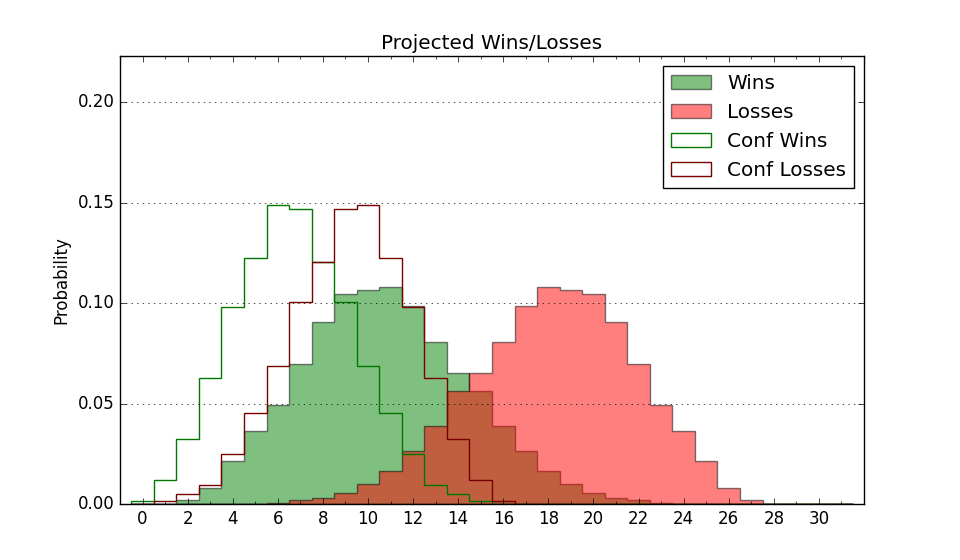 Projected Wins/Losses
Wins
Losses
Conf Wins
Conf Losses
Probability
0.20
0.15
0.10
0.05
0.00
0 2 4 6 8 10 12 14 16 18 20 22 24 26 28 30